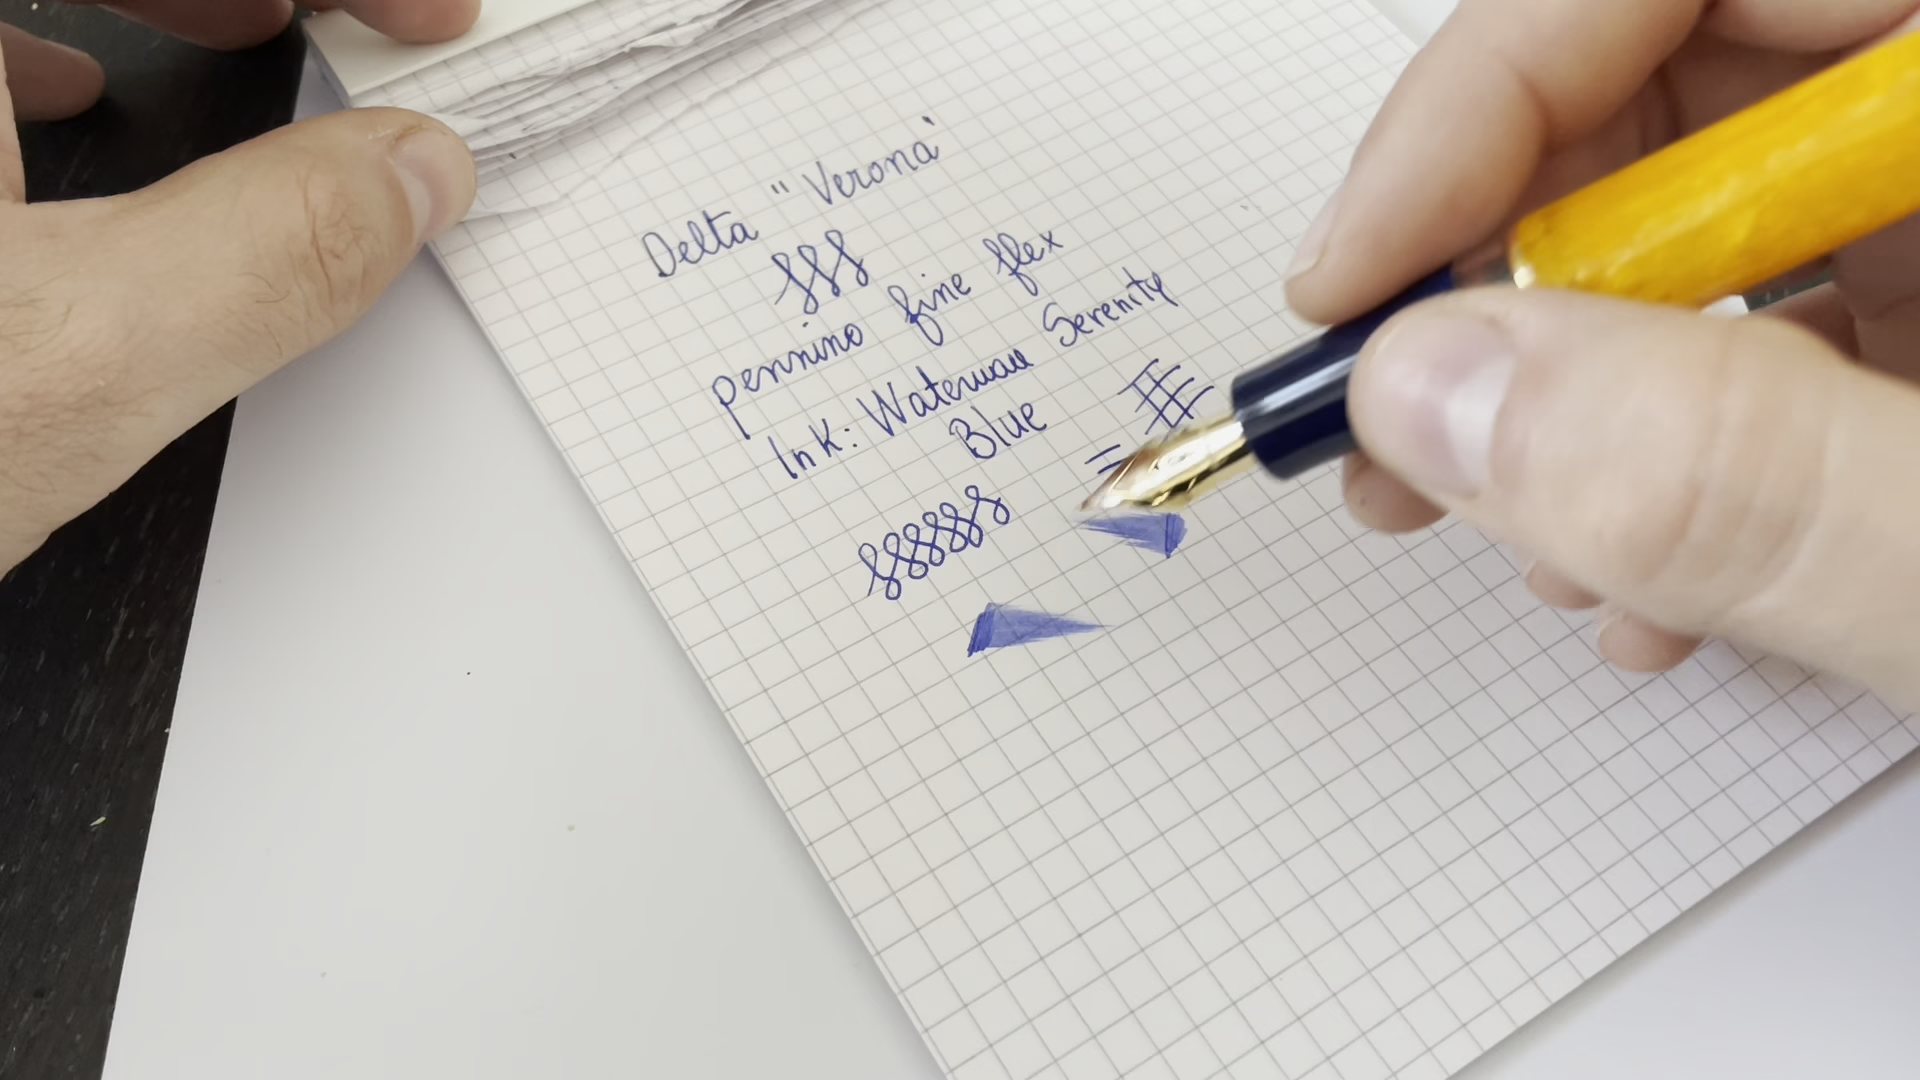 Delta "Verona"
pennino fine flex
Ink: Waterman Serenity
Blue